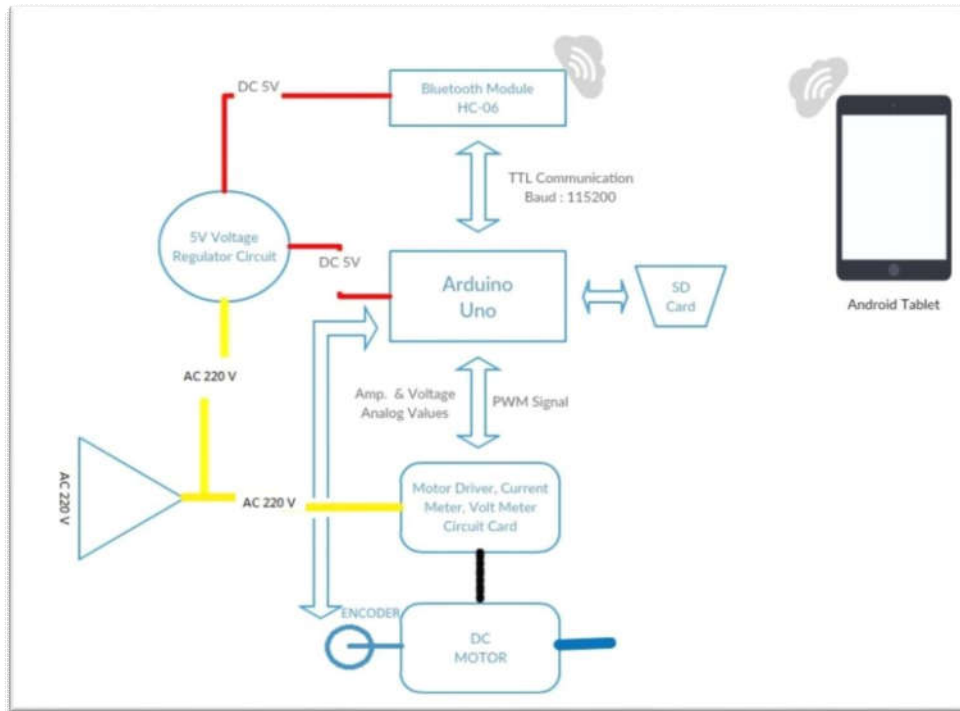 DC 5V
Bluetooth Module
HC-06
TTL Communication
Baud : 115200
5V Voltage
Regulator Circuit
DC 5V
Arduino
Uno
SD
Card
Android Tablet
AC 220 V
Amp. & Voltage
Analog Values
PWM Signal
AC 220 V
AC 220 V
Motor Driver, Current
Meter, Volt Meter
Circuit Card
ENCODER
DC
MOTOR